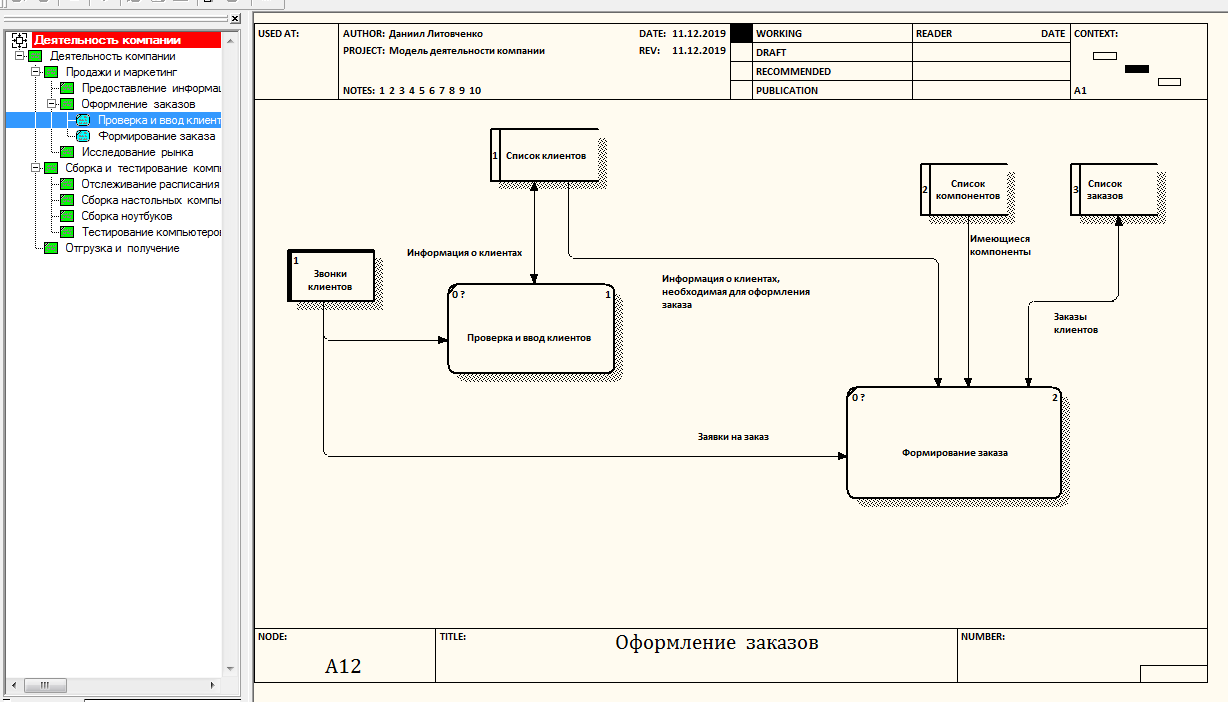 Деятельность компании
Деятельность компании
Продажи и маркетинг
Предоставление информац
Оформление заказов
Проверка и ввод клиент
Формирование заказа
Исследование рынка
Сборка и тестирование комп
Отслеживание расписания
Сборка настольных компь
Сборка ноутбуков
Тестирование компьютеро
Отгрузка и получение
USED AT:
AUTHOR: Даниил Литовченко
DATE: 11.12.2019
PROJECT: Модель деятельности компании
REV: 11.12.2019
NOTES: 1 2 3 4 5 6 7 8 9 10
WORKING
DRAFT
RECOMMENDED
PUBLICATION
READER
DATE
CONTEXT:
A1
1
Список клиентов
2
Список
компонентов
3
Список
заказов
Имеющиеся
компоненты
Информация о клиентах
1
Звонки
клиентов
Информация о клиентах,
необходимая для оформления
заказа
0 ?
1
Проверка и ввод клиентов
Заказы
клиентов
0 ?
2
Формирование заказа
Заявки на заказ
NODE:
A12
TITLE:
Оформление заказов
NUMBER: